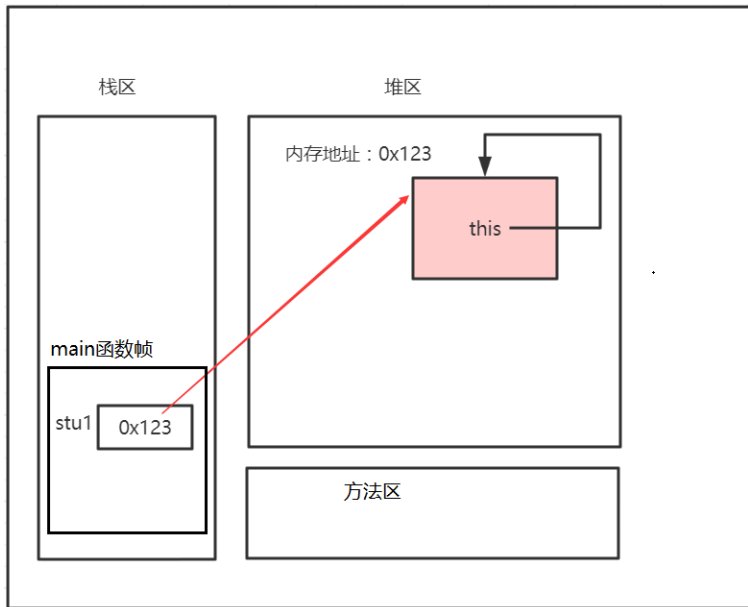 栈区
堆区
内存地址：0x123
this
main函数帧
stu1
0x123
方法区